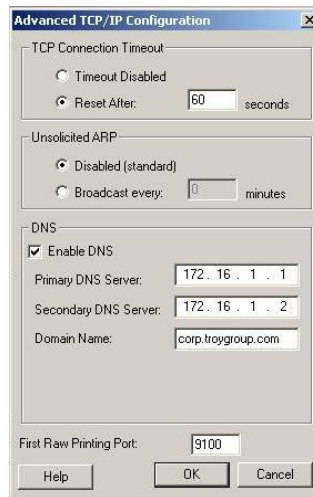 Advanced TCP/IP Configuration
TCP Connection Timeout
Timeout Disabled
Reset After: 60 seconds
Unsolicited ARP
Disabled (standard)
Broadcast every: 0 minutes
DNS
Enable DNS
Primary DNS Server: 172 . 16 . 1 . 1
Secondary DNS Server: 172 . 16 . 1 . 2
Domain Name: corp.troygroup.com
First Raw Printing Port: 9100
Help OK Cancel